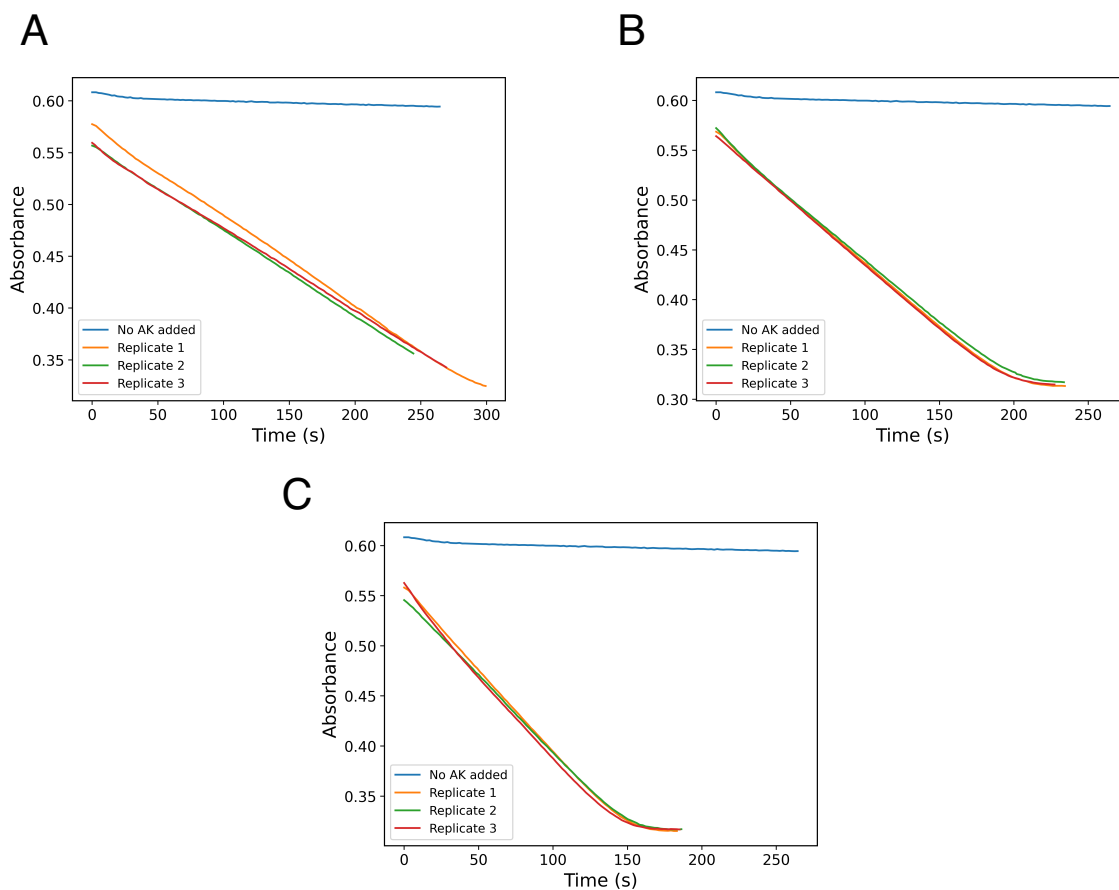 A
Absorbance
0.60
0.55
0.50
0.45
0.40
0.35
No AK added
Replicate 1
Replicate 2
Replicate 3
0 50 100 150 200 250 300
Time (s)
B
Absorbance
0.60
0.55
0.50
0.45
0.40
0.35
0.30
No AK added
Replicate 1
Replicate 2
Replicate 3
0 50 100 150 200 250
Time (s)
C
Absorbance
0.60
0.55
0.50
0.45
0.40
0.35
No AK added
Replicate 1
Replicate 2
Replicate 3
0 50 100 150 200 250
Time (s)